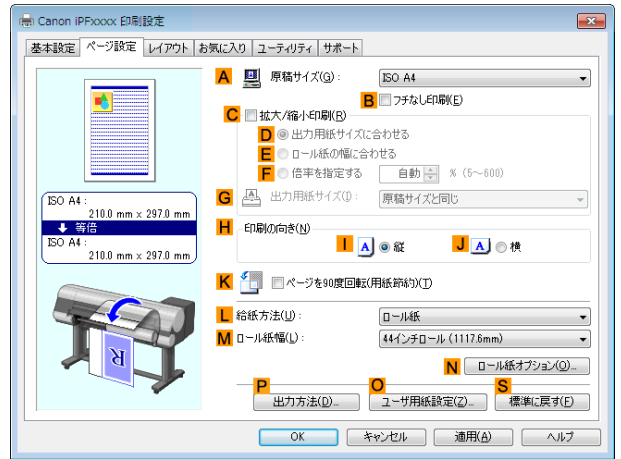 Canon iPFxxxx 印刷設定
基本設定 ページ設定 レイアウト お気に入り ユーティリティ サポート
A 原稿サイズ(G): ISO A4
B フチなし印刷(E)
C 拡大/縮小印刷(R)
D 出力用紙サイズに合わせる
E ロール紙の幅に合わせる
F 倍率を指定する 自動 % (5~600)
G 出力用紙サイズ(I): 原稿サイズと同じ
ISO A4 :
210.0 mm x 297.0 mm
等倍
ISO A4 :
210.0 mm x 297.0 mm
H 印刷の向き(N)
I A 縦 J A 横
K ページを90度回転(用紙節約)(T)
L 給紙方法(U): ロール紙
M ロール紙幅(L): 44インチロール (1117.6mm)
R
N ロール紙オプション(O)...
P O S
出力方法(D)... ユーザ用紙設定(Z)... 標準に戻す(F)
OK キャンセル 適用(A) ヘルプ